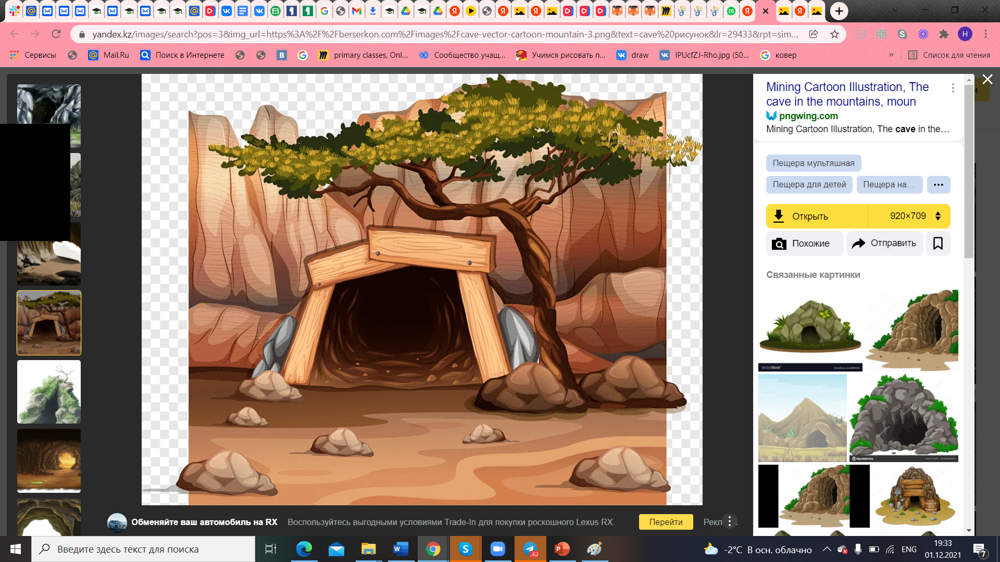 yandex.kz/images/search?pos=3&img_url=https%3A%2F%2Fberserkon.com%2Fimages%2Fcave-vector-cartoon-mountain-3.png&text=cave%20рисунок&lr=29433&rpt=sim...
Сервисы
Mail.Ru
Поиск в Интернете
primary classes, Onl...
Сообщество учащ...
Учимся рисовать п...
draw
IPUcfZJ-Rho.jpg (50...
ковер
»
Список для чтения
Mining Cartoon Illustration, The
cave in the mountains, moun
pngwing.com
Mining Cartoon Illustration, The cave in the...
Пещера мультяшная
Пещера для детей
Пещера на...
Открыть
920×709
Похожие
Отправить
Связанные картинки
VectorStock
depositphotos
Обменяйте ваш автомобиль на RX
Воспользуйтесь выгодными условиями Trade-In для покупки роскошного Lexus RX.
Перейти
Рекл
Введите здесь текст для поиска
-2°C В осн. облачно
ENG
19:33
01.12.2021
7